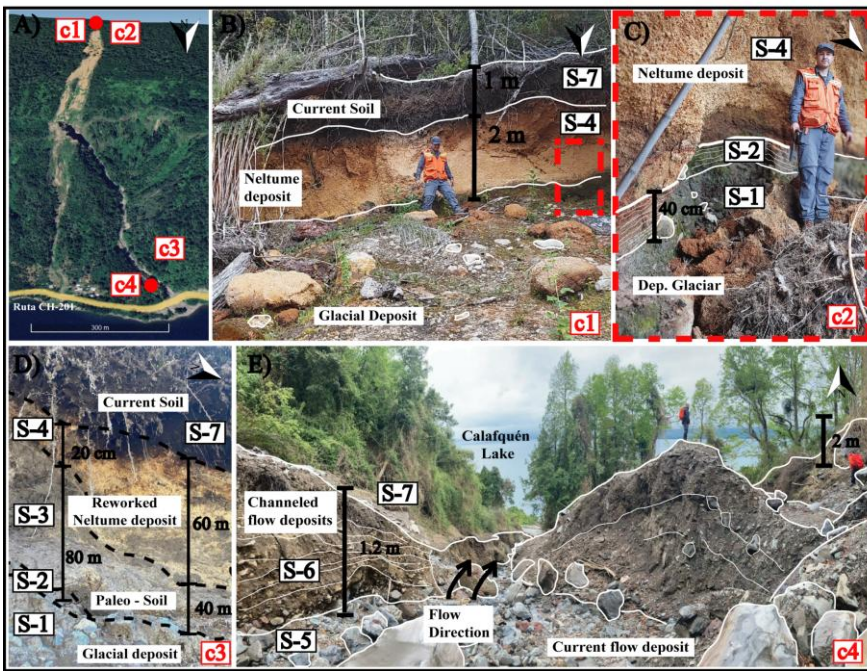 A)
c1
c2
N
c3
c4
Ruta CH-201
300 m
B)
N
1 m
S-7
Current Soil
S-4
2 m
Neltume
deposit
Glacial Deposit
c1
C)
S-4
Neltume deposit
S-2
S-1
40 cm
?
Dep. Glaciar
c2
D)
Current Soil
S-4
S-7
20 cm
Reworked
Neltume deposit
S-3
60 m
80 m
S-2
Paleo - Soil
40 m
S-1
Glacial deposit
c3
E)
Calafquén
Lake
2 m
S-7
Channeled
flow deposits
1.2 m
S-6
Flow
Direction
S-5
Current flow deposit
c4